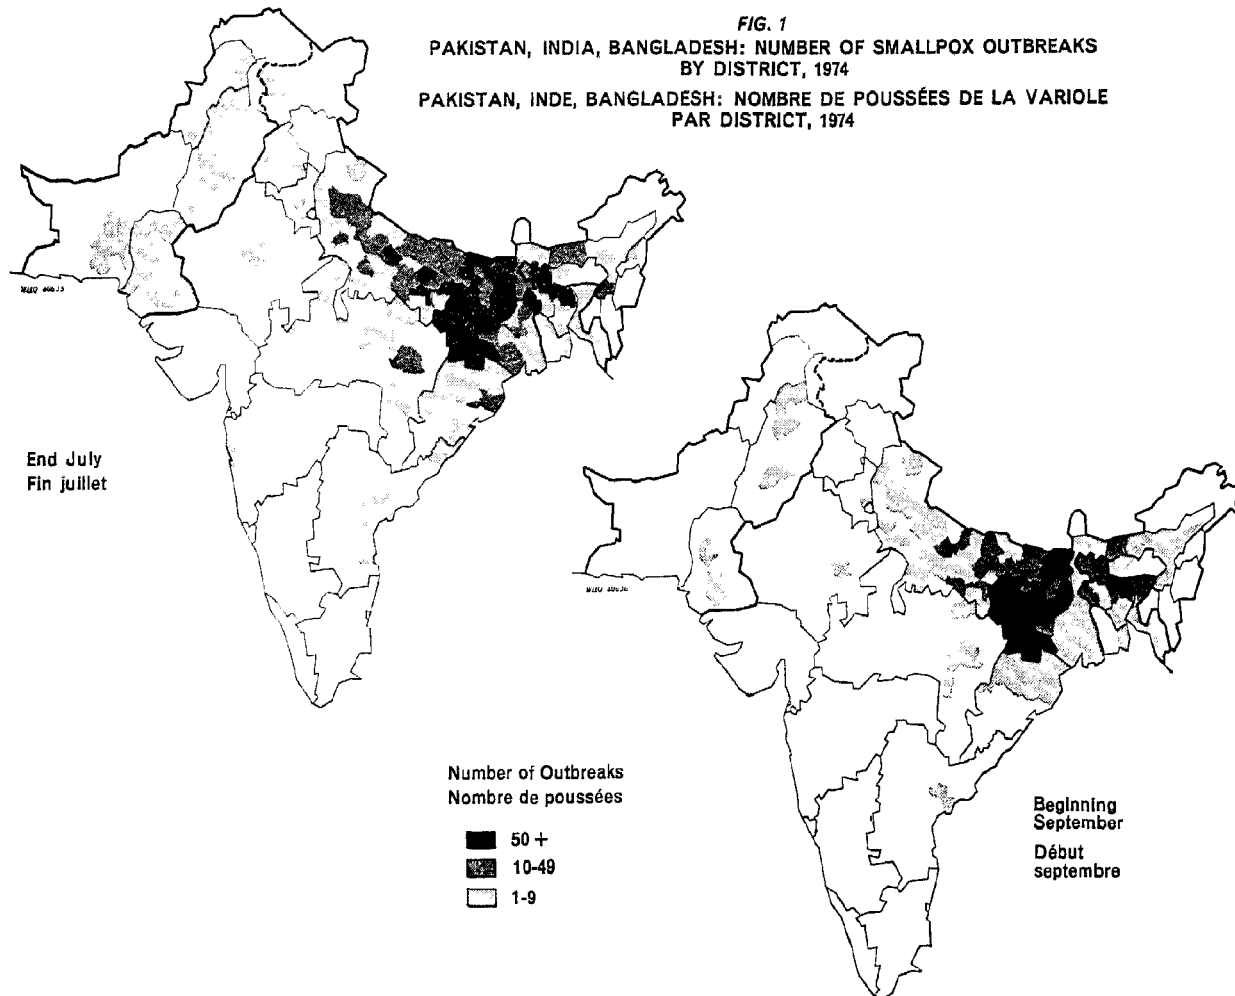 FIG. 1
PAKISTAN, INDIA, BANGLADESH: NUMBER OF SMALLPOX OUTBREAKS
BY DISTRICT, 1974
PAKISTAN, INDE, BANGLADESH: NOMBRE DE POUSSÉES DE LA VARIOLE
PAR DISTRICT, 1974
End July
Fin juillet
Number of Outbreaks
Nombre de poussées
50 +
10-49
1-9
Beginning
September
Début
septembre